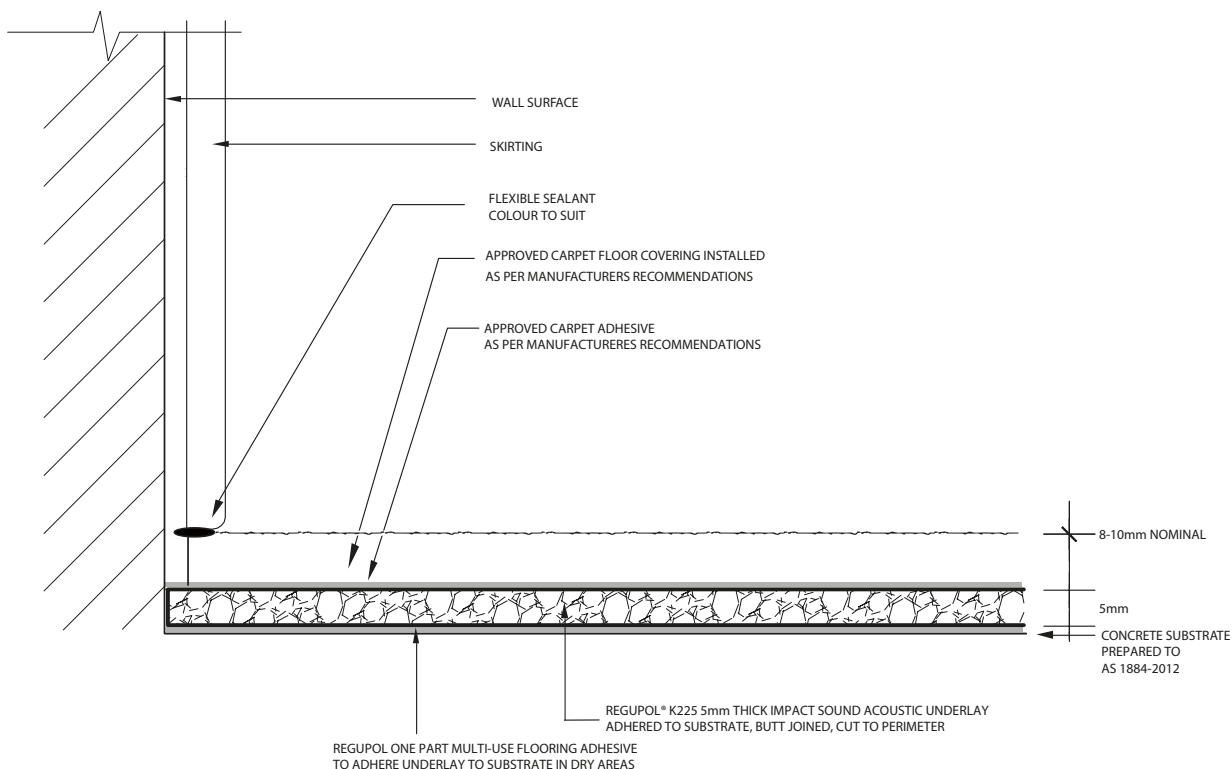 WALL SURFACE
SKIRTING
FLEXIBLE SEALANT
COLOUR TO SUIT
APPROVED CARPET FLOOR COVERING INSTALLED
AS PER MANUFACTURERS RECOMMENDATIONS
APPROVED CARPET ADHESIVE
AS PER MANUFACTURERES RECOMMENDATIONS
8-10mm NOMINAL
5mm
CONCRETE SUBSTRATE
PREPARED TO
AS 1884-2012
REGUPOL® K225 5mm THICK IMPACT SOUND ACOUSTIC UNDERLAY
ADHERED TO SUBSTRATE, BUTT JOINED, CUT TO PERIMETER
REGUPOL ONE PART MULTI-USE FLOORING ADHESIVE
TO ADHERE UNDERLAY TO SUBSTRATE IN DRY AREAS